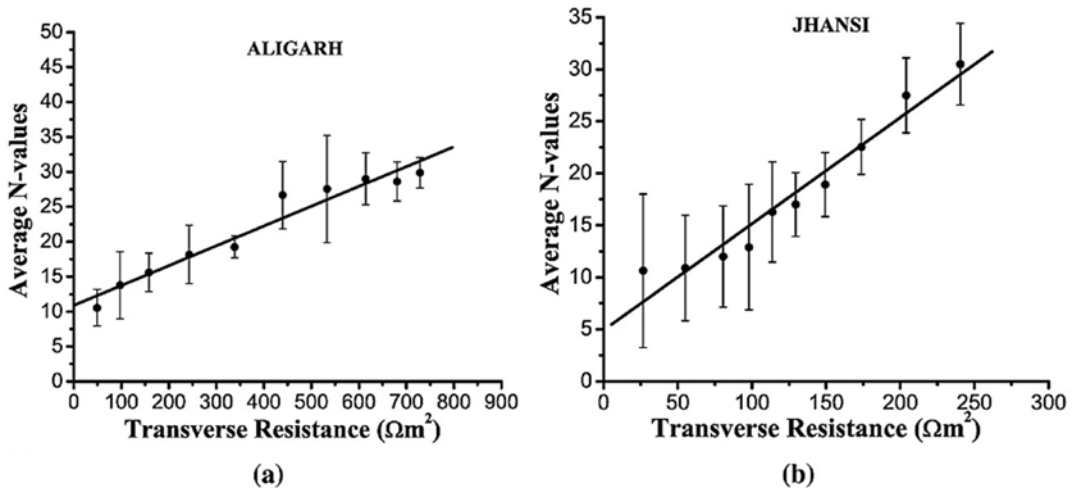 ALIGARH
Average N-values
50
45
40
35
30
25
20
15
10
5
0
0 100 200 300 400 500 600 700 800 900
Transverse Resistance (Ωm²)
(a)
JHANSI
Average N-values
35
30
25
20
15
10
5
0
0 50 100 150 200 250 300
Transverse Resistance (Ωm²)
(b)